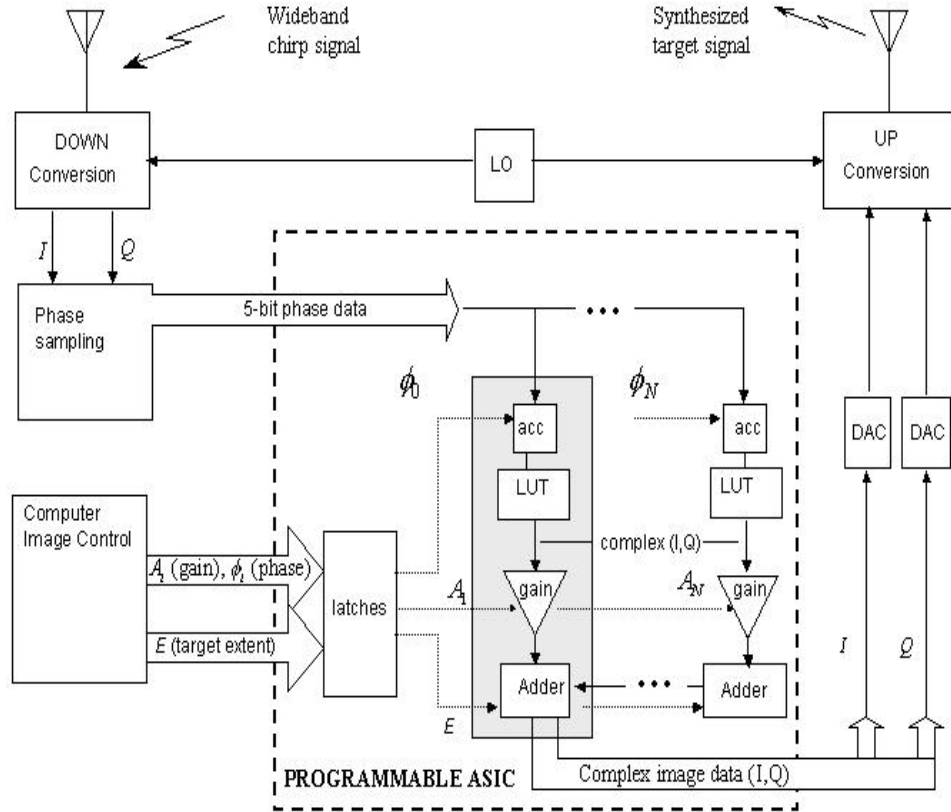 Wideband
chirp signal
Synthesized
target signal
DOWN
Conversion
LO
UP
Conversion
I
Q
Phase
sampling
5-bit phase data
ϕ0
ϕN
acc
acc
DAC
DAC
LUT
LUT
Computer
Image Control
complex (I,Q)
Ai (gain), ϕi (phase)
A1
gain
AN
gain
latches
E (target extent)
I
Q
Adder
Adder
E
PROGRAMMABLE ASIC
Complex image data (I,Q)